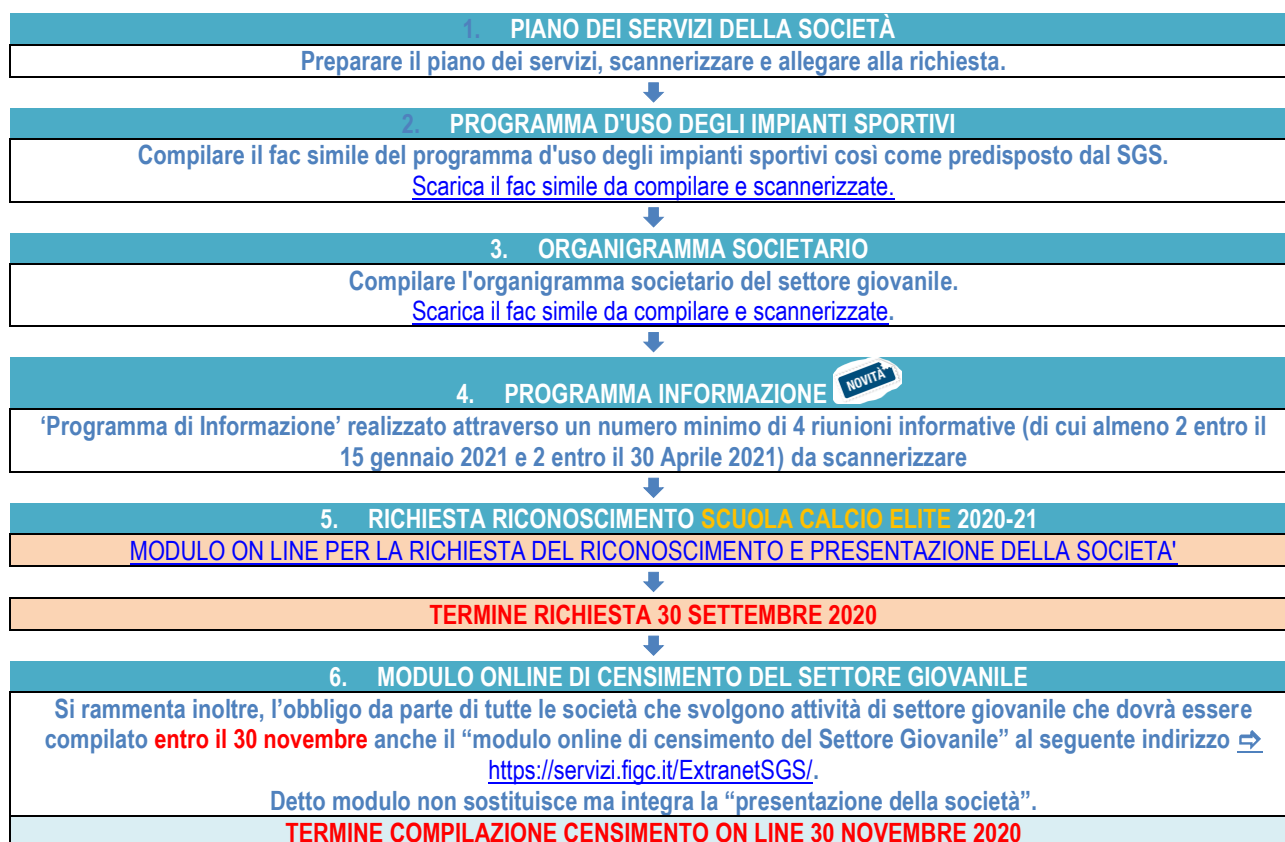 1. PIANO DEI SERVIZI DELLA SOCIETÀ
Preparare il piano dei servizi, scannerizzare e allegare alla richiesta.
2. PROGRAMMA D'USO DEGLI IMPIANTI SPORTIVI
Compilare il fac simile del programma d'uso degli impianti sportivi così come predisposto dal SGS.
Scarica il fac simile da compilare e scannerizzate.
3. ORGANIGRAMMA SOCIETARIO
Compilare l'organigramma societario del settore giovanile.
Scarica il fac simile da compilare e scannerizzate.
4. PROGRAMMA INFORMAZIONE NOVITÀ
‘Programma di Informazione’ realizzato attraverso un numero minimo di 4 riunioni informative (di cui almeno 2 entro il
15 gennaio 2021 e 2 entro il 30 Aprile 2021) da scannerizzare
5. RICHIESTA RICONOSCIMENTO SCUOLA CALCIO ELITE 2020-21
MODULO ON LINE PER LA RICHIESTA DEL RICONOSCIMENTO E PRESENTAZIONE DELLA SOCIETA'
TERMINE RICHIESTA 30 SETTEMBRE 2020
6. MODULO ONLINE DI CENSIMENTO DEL SETTORE GIOVANILE
Si rammenta inoltre, l’obbligo da parte di tutte le società che svolgono attività di settore giovanile che dovrà essere
compilato entro il 30 novembre anche il “modulo online di censimento del Settore Giovanile” al seguente indirizzo ⇨
https://servizi.figc.it/ExtranetSGS/.
Detto modulo non sostituisce ma integra la “presentazione della società”.
TERMINE COMPILAZIONE CENSIMENTO ON LINE 30 NOVEMBRE 2020